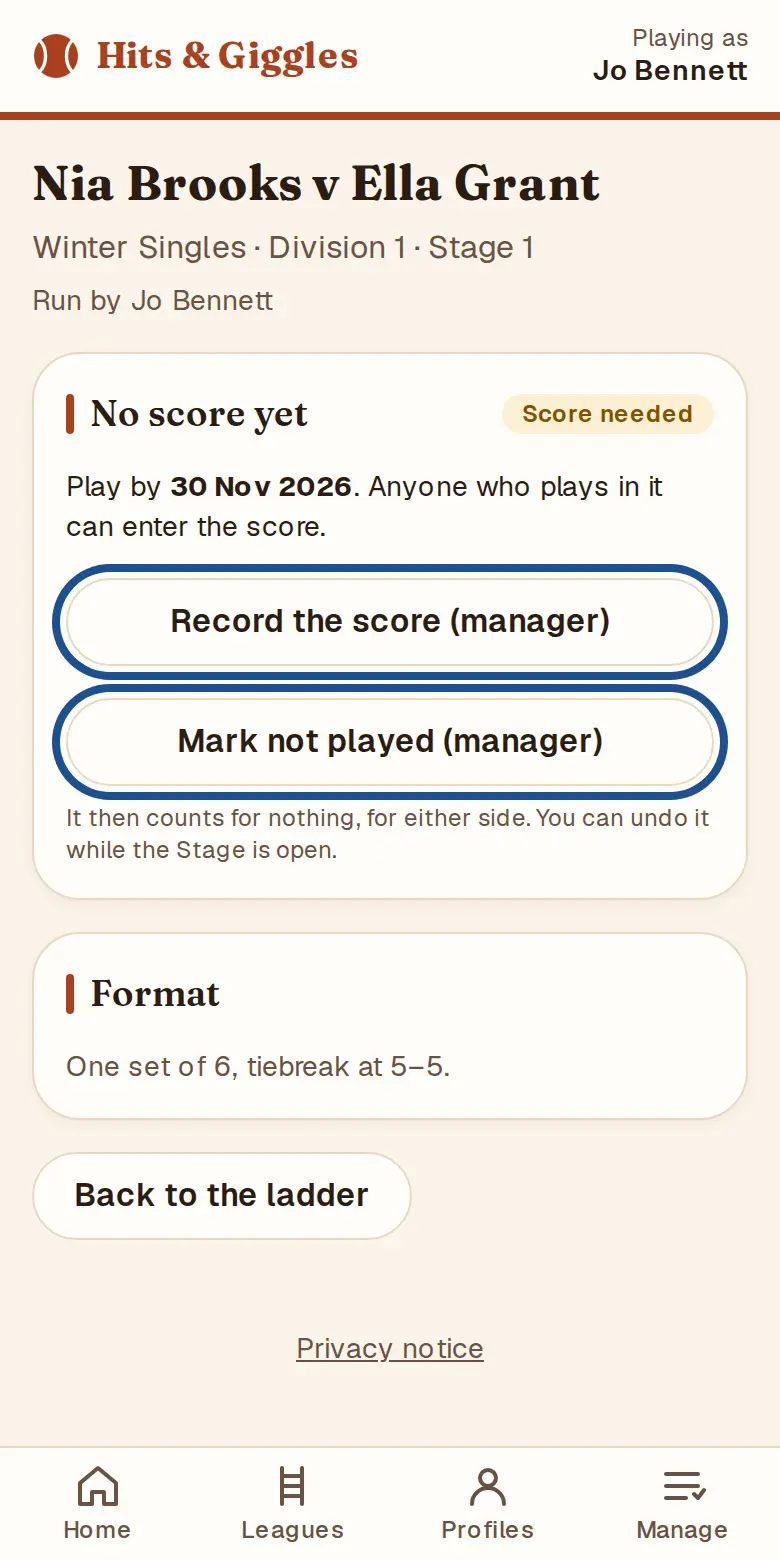 Hits & Giggles
Playing as
Jo Bennett
Nia Brooks v Ella Grant
Winter Singles · Division 1 · Stage 1
Run by Jo Bennett
No score yet
Score needed
Play by 30 Nov 2026. Anyone who plays in it
can enter the score.
Record the score (manager)
Mark not played (manager)
It then counts for nothing, for either side. You can undo it
while the Stage is open.
Format
One set of 6, tiebreak at 5–5.
Back to the ladder
Privacy notice
Home
Leagues
Profiles
Manage